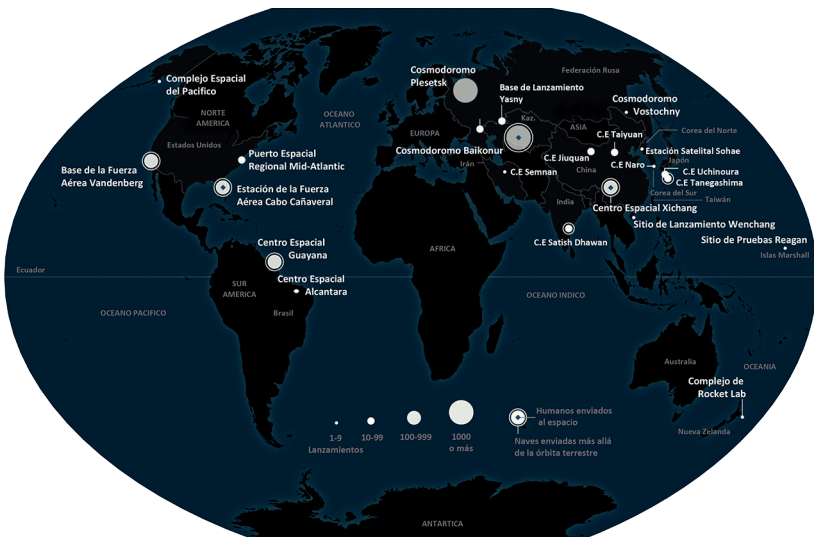 Complejo Espacial
del Pacifico
NORTE
AMERICA
Estados Unidos
Base de la Fuerza
Aérea Vandenberg
Puerto Espacial
Regional Mid-Atlantic
Estación de la Fuerza
Aérea Cabo Cañaveral
OCEANO
ATLANTICO
Cosmodoromo
Plesetsk
Federación Rusa
Base de Lanzamiento
Yasny
Cosmodoromo
Vostochny
Kaz.
EUROPA
ASIA
C.E Taiyuan
Corea del Norte
Cosmodoromo Baikonur
Estación Satelital Sohae
C.E Jiuquan
Irán
China
C.E Naro
Japón
C.E Semnan
C.E Uchinoura
C.E Tanegashima
Corea del Sur
Taiwán
India
Centro Espacial Xichang
Sitio de Lanzamiento Wenchang
C.E Satish Dhawan
Sitio de Pruebas Reagan
Islas Marshall
Centro Espacial
Guayana
AFRICA
Ecuador
Centro Espacial
Alcantara
SUR
AMERICA
Brasil
OCEANO PACIFICO
OCEANO INDICO
Australia
OCEANIA
Complejo de
Rocket Lab
Nueva Zelanda
1-9
Lanzamientos
10-99
100-999
1000
o más
Humanos enviados
al espacio
Naves enviadas más allá
de la órbita terrestre
ANTARTICA